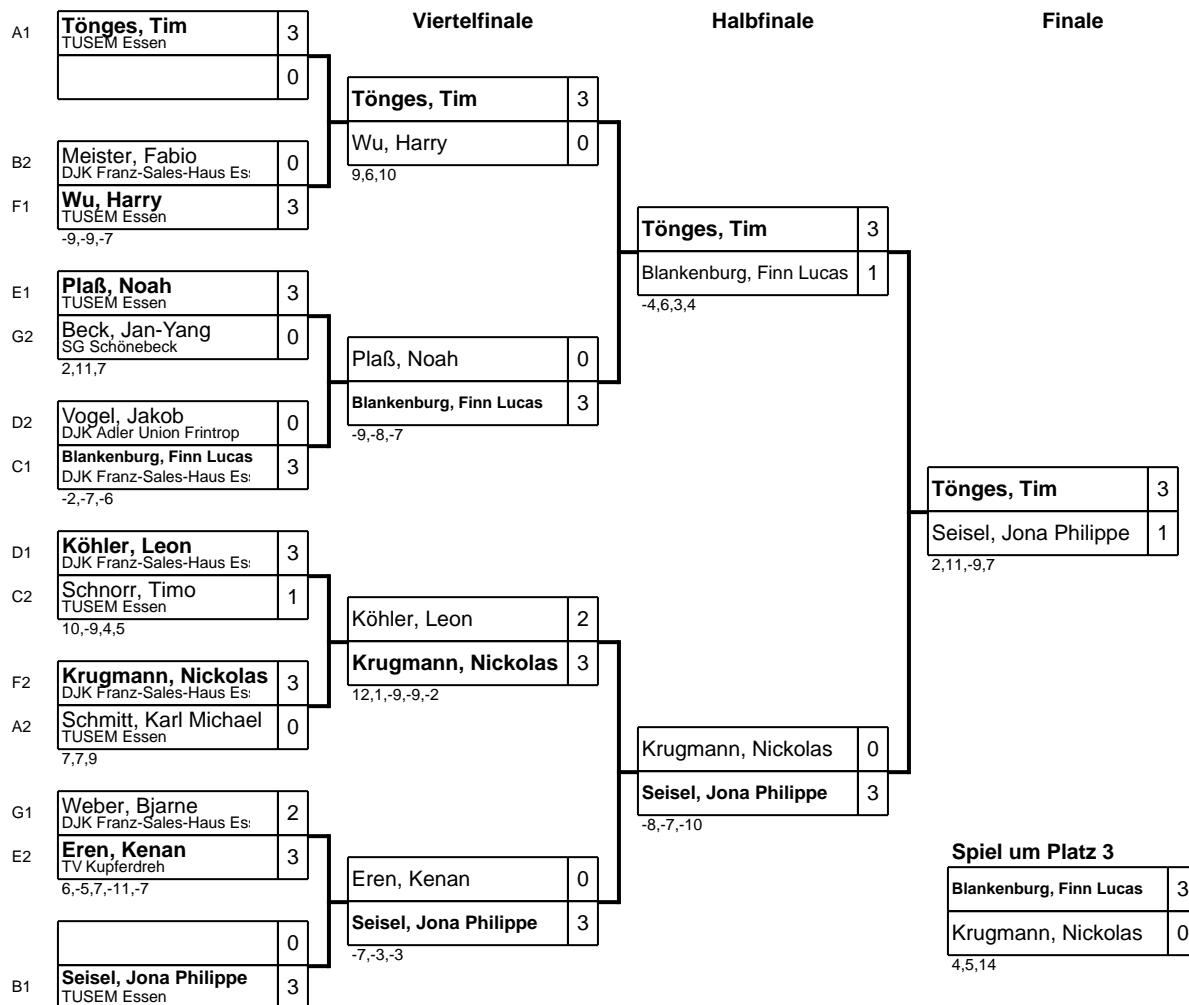 Viertelfinale
Halbfinale
Finale
A1
Tönges, Tim
TUSEM Essen
3
0
B2
Meister, Fabio
DJK Franz-Sales-Haus Es
0
F1
Wu, Harry
TUSEM Essen
3
-9,-9,-7
E1
Plaß, Noah
TUSEM Essen
3
G2
Beck, Jan-Yang
SG Schönebeck
0
2,11,7
D2
Vogel, Jakob
DJK Adler Union Frintrop
0
C1
Blankenburg, Finn Lucas
DJK Franz-Sales-Haus Es
3
-2,-7,-6
D1
Köhler, Leon
DJK Franz-Sales-Haus Es
3
C2
Schnorr, Timo
TUSEM Essen
1
10,-9,4,5
F2
Krugmann, Nickolas
DJK Franz-Sales-Haus Es
3
A2
Schmitt, Karl Michael
TUSEM Essen
0
7,7,9
G1
Weber, Bjarne
DJK Franz-Sales-Haus Es
2
E2
Eren, Kenan
TV Kupferdreh
3
6,-5,7,-11,-7
0
B1
Seisel, Jona Philippe
TUSEM Essen
3
Tönges, Tim 3
Wu, Harry 0
9,6,10
Plaß, Noah 0
Blankenburg, Finn Lucas 3
-9,-8,-7
Köhler, Leon 2
Krugmann, Nickolas 3
12,1,-9,-9,-2
Eren, Kenan 0
Seisel, Jona Philippe 3
-7,-3,-3
Tönges, Tim 3
Blankenburg, Finn Lucas 1
-4,6,3,4
Krugmann, Nickolas 0
Seisel, Jona Philippe 3
-8,-7,-10
Tönges, Tim 3
Seisel, Jona Philippe 1
2,11,-9,7
Spiel um Platz 3
Blankenburg, Finn Lucas 3
Krugmann, Nickolas 0
4,5,14